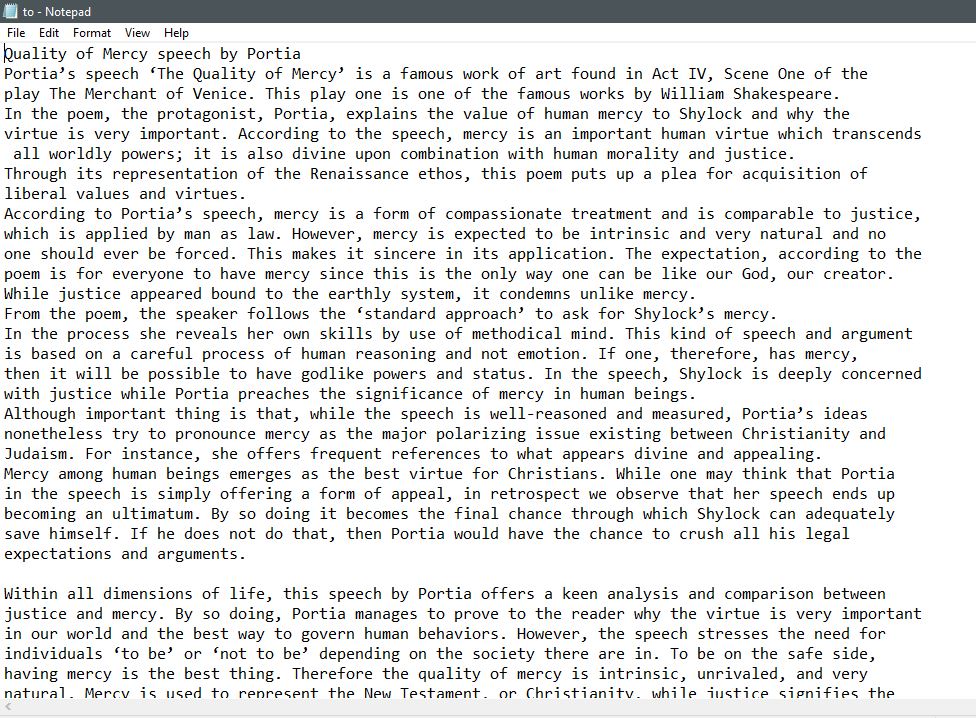 to - Notepad
File Edit Format View Help
Quality of Mercy speech by Portia
Portia’s speech ‘The Quality of Mercy’ is a famous work of art found in Act IV, Scene One of the
play The Merchant of Venice. This play one is one of the famous works by William Shakespeare.
In the poem, the protagonist, Portia, explains the value of human mercy to Shylock and why the
virtue is very important. According to the speech, mercy is an important human virtue which transcends
all worldly powers; it is also divine upon combination with human morality and justice.
Through its representation of the Renaissance ethos, this poem puts up a plea for acquisition of
liberal values and virtues.
According to Portia’s speech, mercy is a form of compassionate treatment and is comparable to justice,
which is applied by man as law. However, mercy is expected to be intrinsic and very natural and no
one should ever be forced. This makes it sincere in its application. The expectation, according to the
poem is for everyone to have mercy since this is the only way one can be like our God, our creator.
While justice appeared bound to the earthly system, it condemns unlike mercy.
From the poem, the speaker follows the ‘standard approach’ to ask for Shylock’s mercy.
In the process she reveals her own skills by use of methodical mind. This kind of speech and argument
is based on a careful process of human reasoning and not emotion. If one, therefore, has mercy,
then it will be possible to have godlike powers and status. In the speech, Shylock is deeply concerned
with justice while Portia preaches the significance of mercy in human beings.
Although important thing is that, while the speech is well-reasoned and measured, Portia’s ideas
nonetheless try to pronounce mercy as the major polarizing issue existing between Christianity and
Judaism. For instance, she offers frequent references to what appears divine and appealing.
Mercy among human beings emerges as the best virtue for Christians. While one may think that Portia
in the speech is simply offering a form of appeal, in retrospect we observe that her speech ends up
becoming an ultimatum. By so doing it becomes the final chance through which Shylock can adequately
save himself. If he does not do that, then Portia would have the chance to crush all his legal
expectations and arguments.
Within all dimensions of life, this speech by Portia offers a keen analysis and comparison between
justice and mercy. By so doing, Portia manages to prove to the reader why the virtue is very important
in our world and the best way to govern human behaviors. However, the speech stresses the need for
individuals ‘to be’ or ‘not to be’ depending on the society there are in. To be on the safe side,
having mercy is the best thing. Therefore the quality of mercy is intrinsic, unrivaled, and very
natural. Mercy is used to represent the New Testament, or Christianity, while justice signifies the